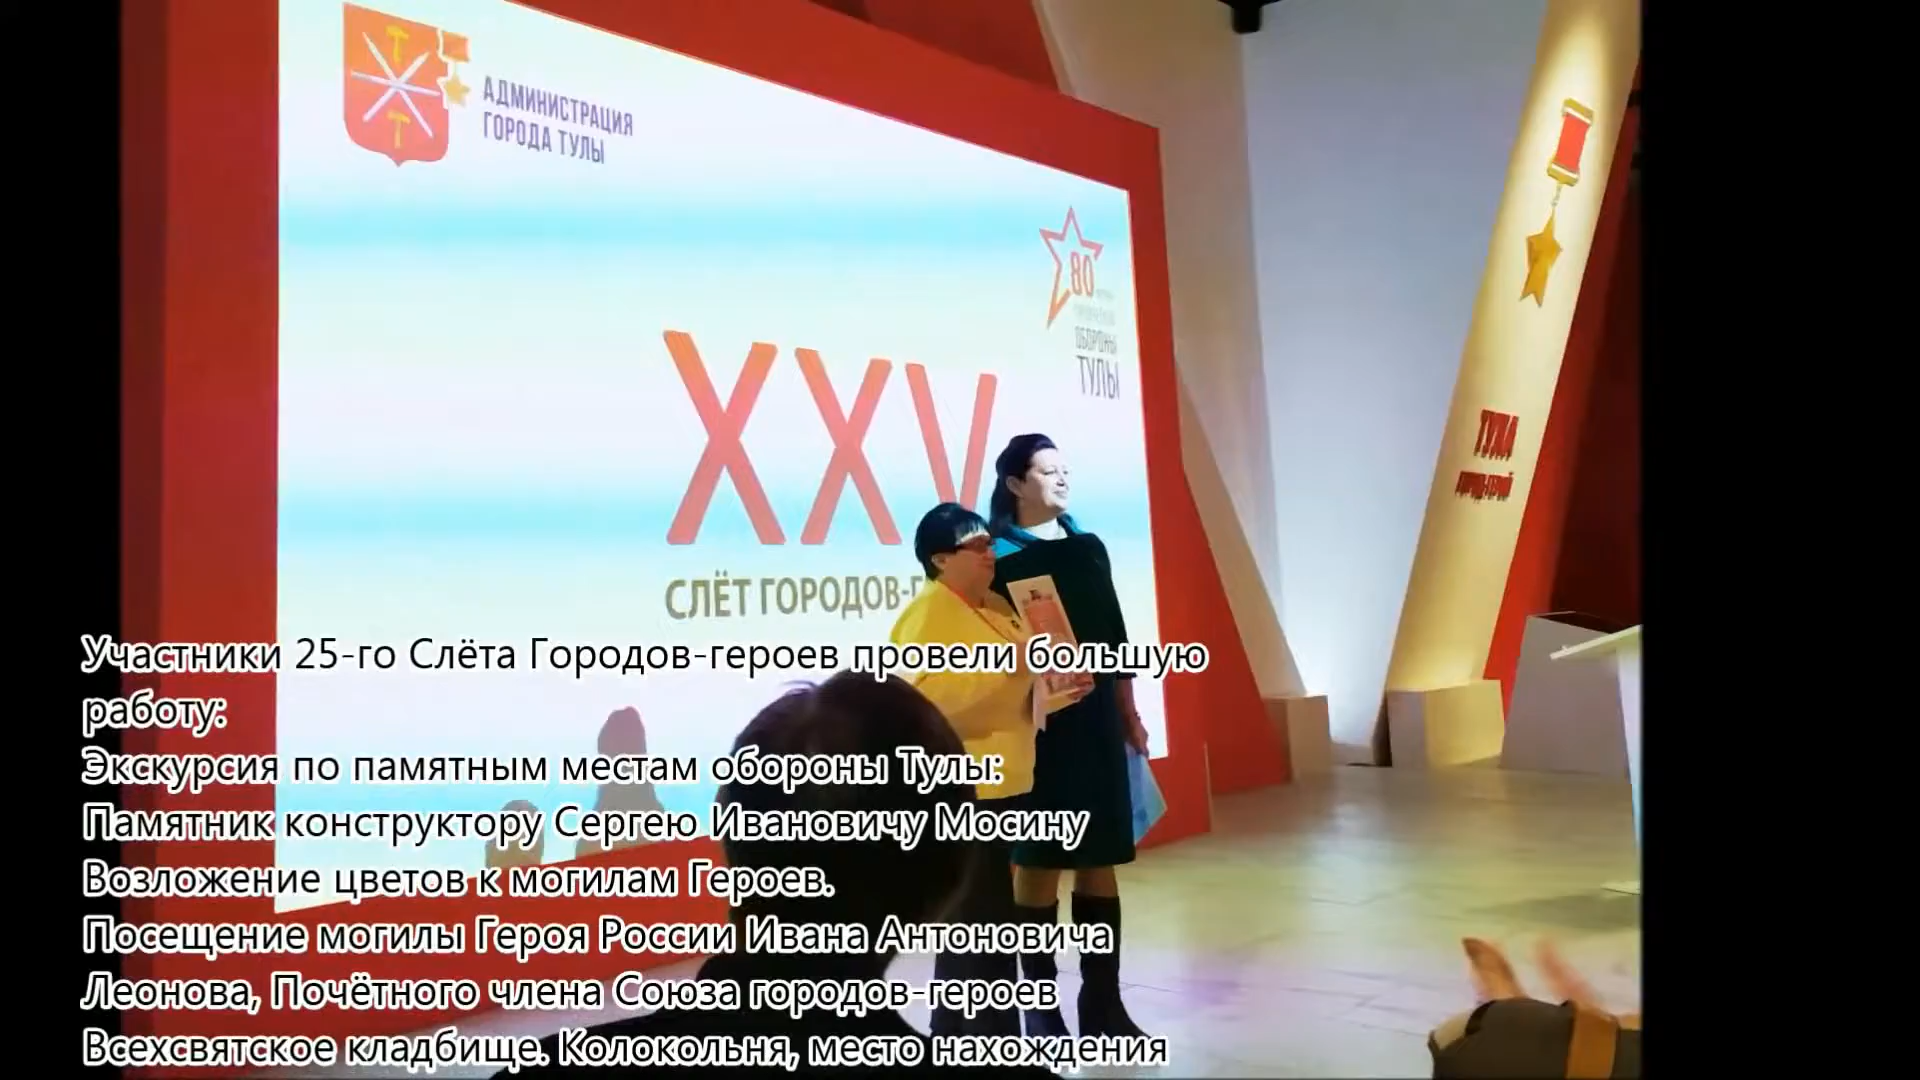 АДМИНИСТРАЦИЯ
ГОРОДА ТУЛЫ
80
ОБОРОНЫ
ТУЛЫ
XXV
СЛЁТ ГОРОДОВ-Г
ТУЛА
ГОРОД-ГЕРОЙ
Участники 25-го Слёта Городов-героев провели большую
работу:
Экскурсия по памятным местам обороны Тулы:
Памятник конструктору Сергею Ивановичу Мосину
Возложение цветов к могилам Героев.
Посещение могилы Героя России Ивана Антоновича
Леонова, Почётного члена Союза городов-героев
Всехсвятское кладбище. Колокольня, место нахождения